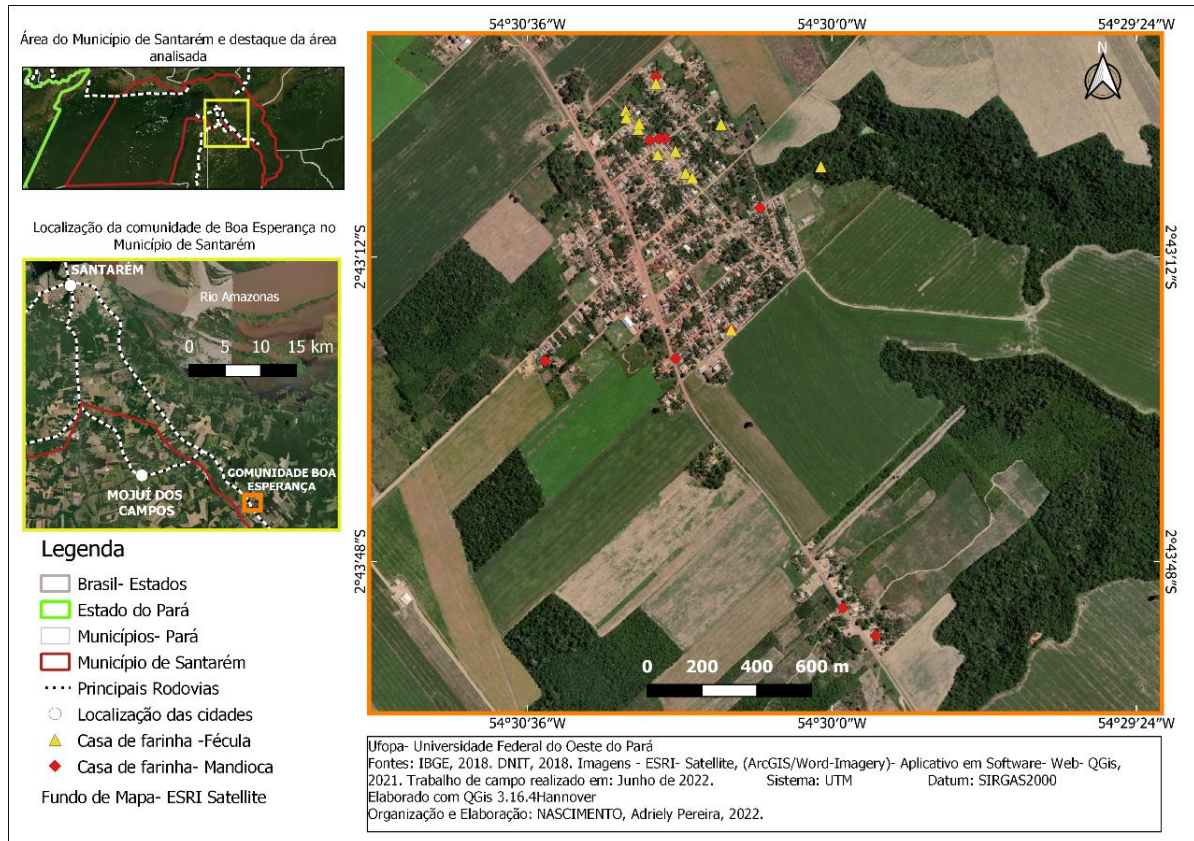 Área do Município de Santarém e destaque da área
analisada
Localização da comunidade de Boa Esperança no
Município de Santarém
SANTARÉM
Rio Amazonas
0 5 10 15 km
COMUNIDADE BOA
ESPERANÇA
MOJUÍ DOS
CAMPOS
Legenda
Brasil- Estados
Estado do Pará
Municípios- Pará
Município de Santarém
Principais Rodovias
Localização das cidades
Casa de farinha -Fécula
Casa de farinha- Mandioca
Fundo de Mapa- ESRI Satellite
54°30'36"W 54°30'0"W 54°29'24"W
N
2°43'12"S 2°43'12"S
2°43'48"S 2°43'48"S
0 200 400 600 m
54°30'36"W 54°30'0"W 54°29'24"W
Ufopa- Universidade Federal do Oeste do Pará
Fontes: IBGE, 2018. DNIT, 2018. Imagens - ESRI- Satellite, (ArcGIS/Word-Imagery)- Aplicativo em Software- Web- QGis,
2021. Trabalho de campo realizado em: Junho de 2022. Sistema: UTM Datum: SIRGAS2000
Elaborado com QGis 3.16.4Hannover
Organização e Elaboração: NASCIMENTO, Adriely Pereira, 2022.